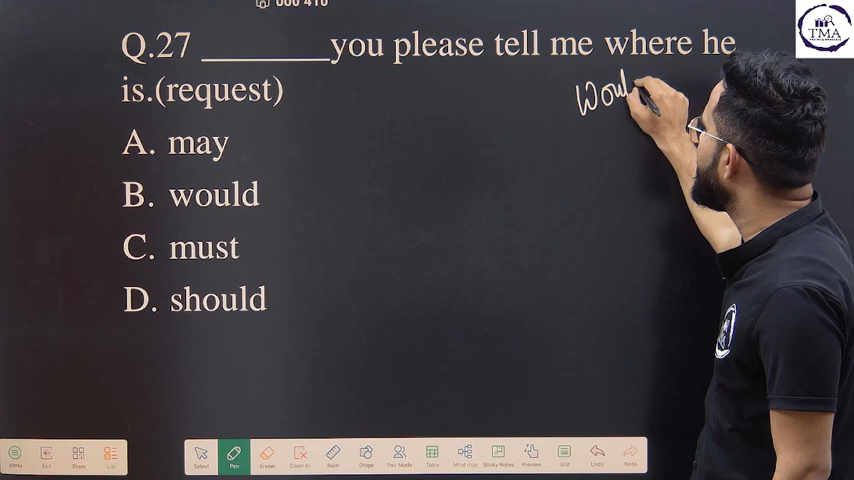 Q.27 ________you please tell me where he
is.(request)
Woul
A. may
B. would
C. must
D. should
TMA
Menu Exit Share List
Select Pen Eraser Clean All Ruler Shape Pair Mode Table Mind map Sticky-Notes Preview Grid Undo Redo